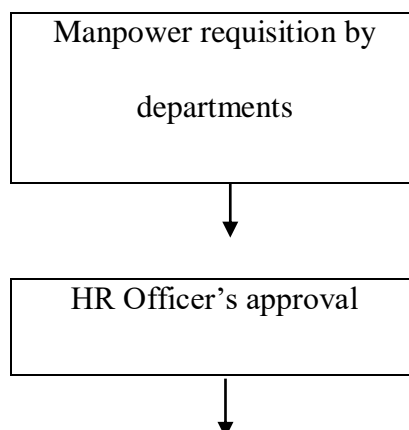 Manpower requisition by
departments
HR Officer’s approval